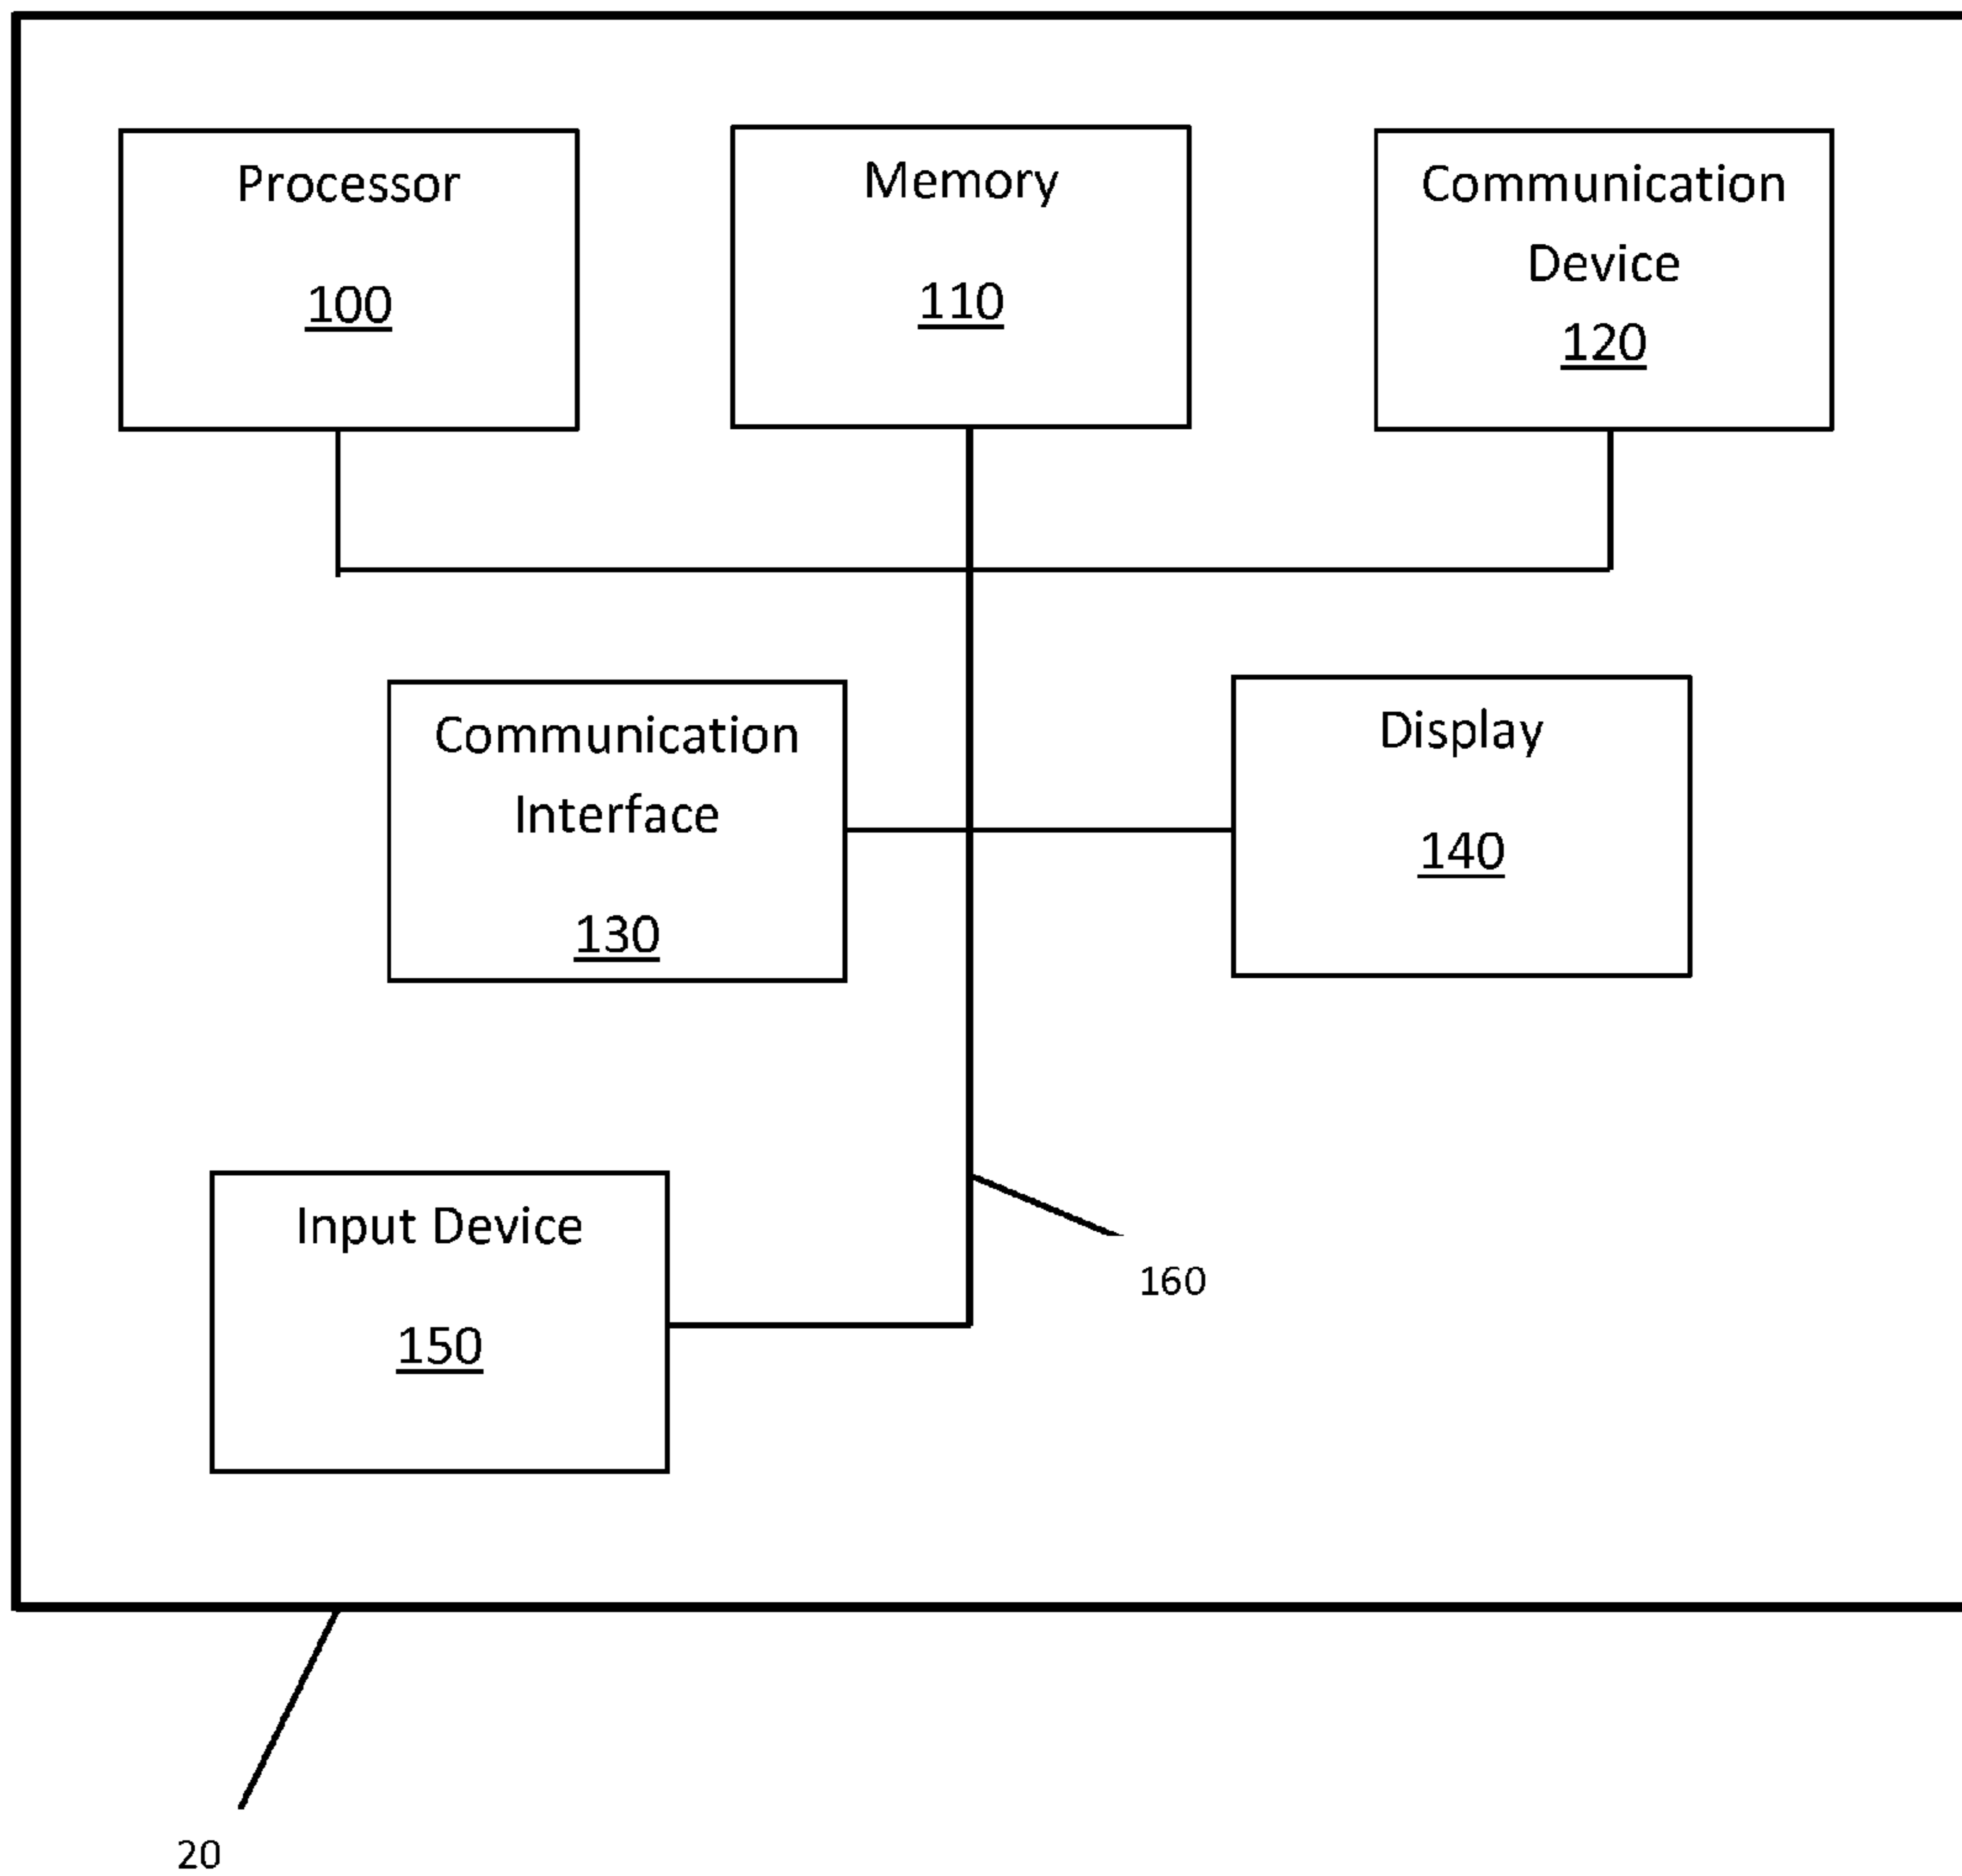 Processor
100
Memory
110
Communication
Device
120
Communication
Interface
130
Display
140
Input Device
150
160
20